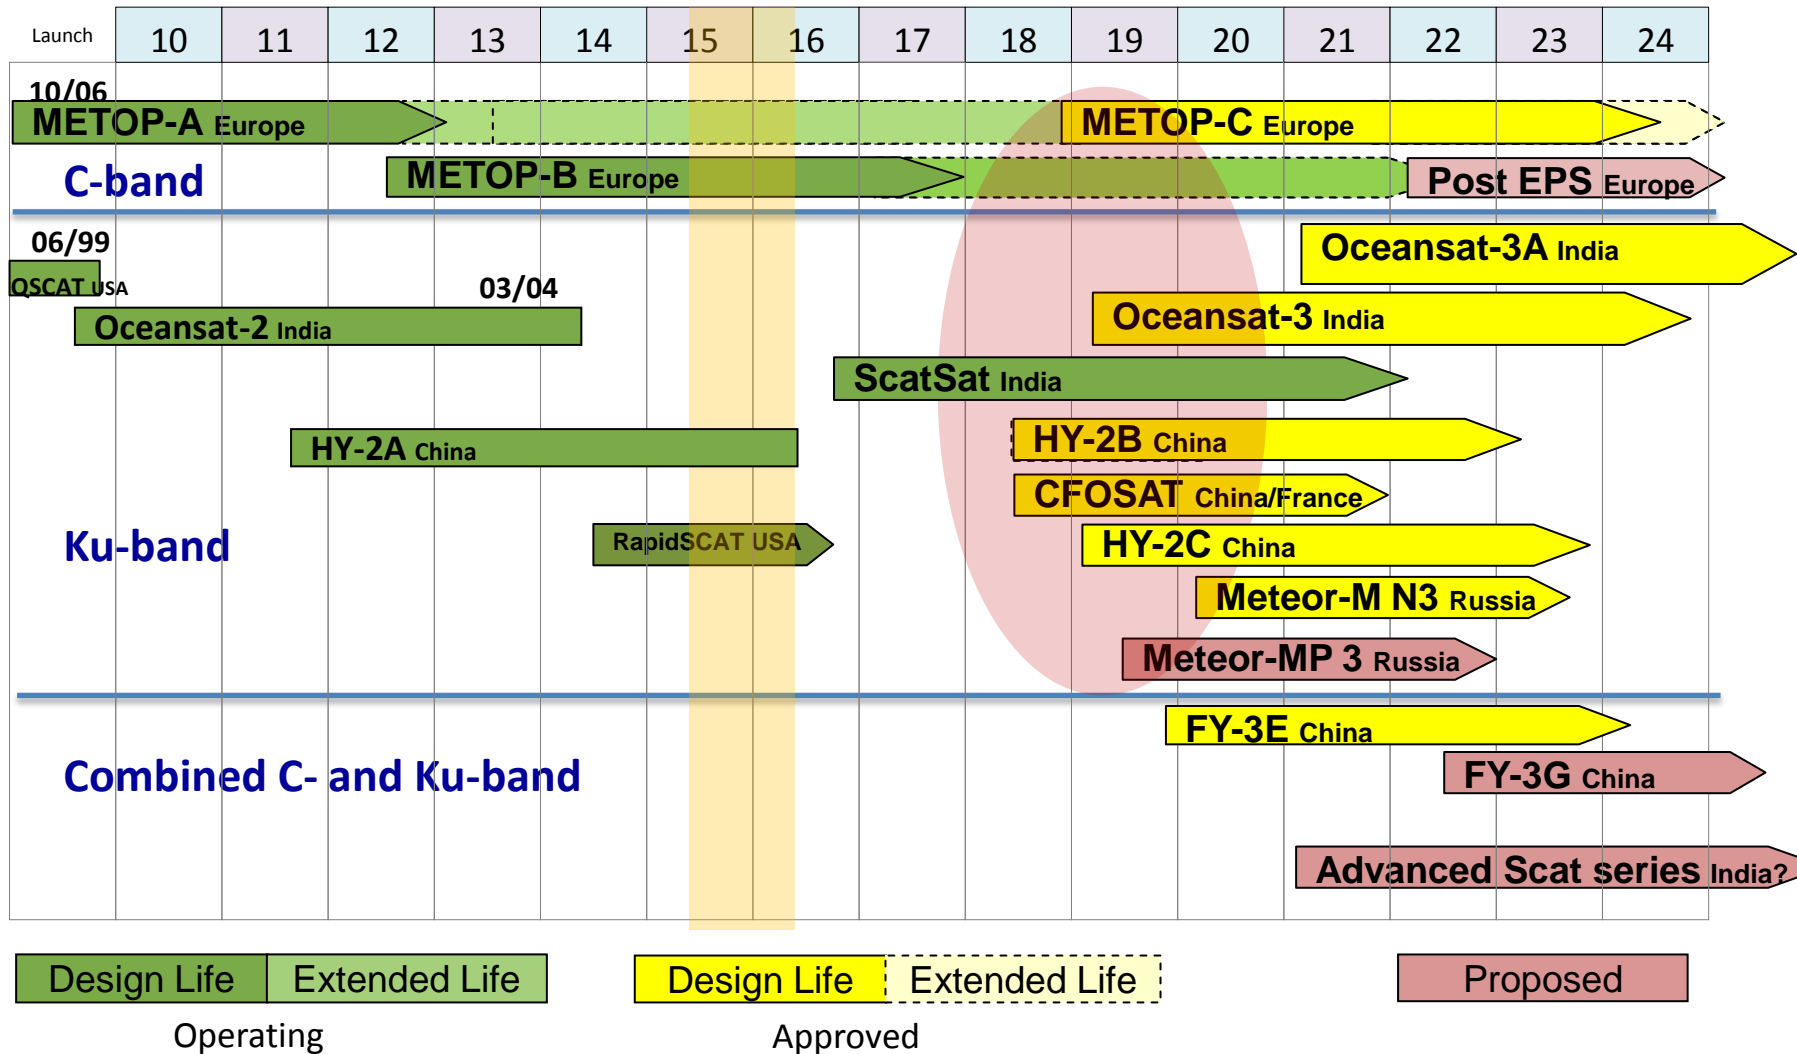 Launch 10 11 12 13 14 15 16 17 18 19 20 21 22 23 24
10/06
METOP-A Europe
METOP-C Europe
C-band
METOP-B Europe
Post EPS Europe
06/99
Oceansat-3A India
QSCAT USA
03/04
Oceansat-2 India
Oceansat-3 India
ScatSat India
HY-2A China
HY-2B China
CFOSAT China/France
Ku-band
RapidSCAT USA
HY-2C China
Meteor-M N3 Russia
Meteor-MP 3 Russia
FY-3E China
Combined C- and Ku-band
FY-3G China
Advanced Scat series India?
Design Life Extended Life
Design Life Extended Life
Proposed
Operating
Approved